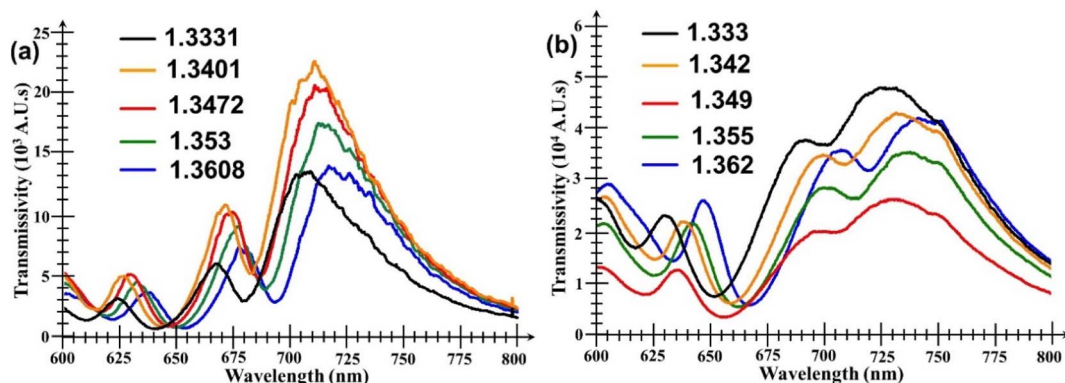 (a)
1.3331
1.3401
1.3472
1.353
1.3608
Transmissivity (10³ A.U.s)
25
20
15
10
5
0
600 625 650 675 700 725 750 775 800
Wavelength (nm)
(b)
1.333
1.342
1.349
1.355
1.362
Transmissivity (10⁴ A.U.s)
6
5
4
3
2
1
0
600 625 650 675 700 725 750 775 800
Wavelength (nm)